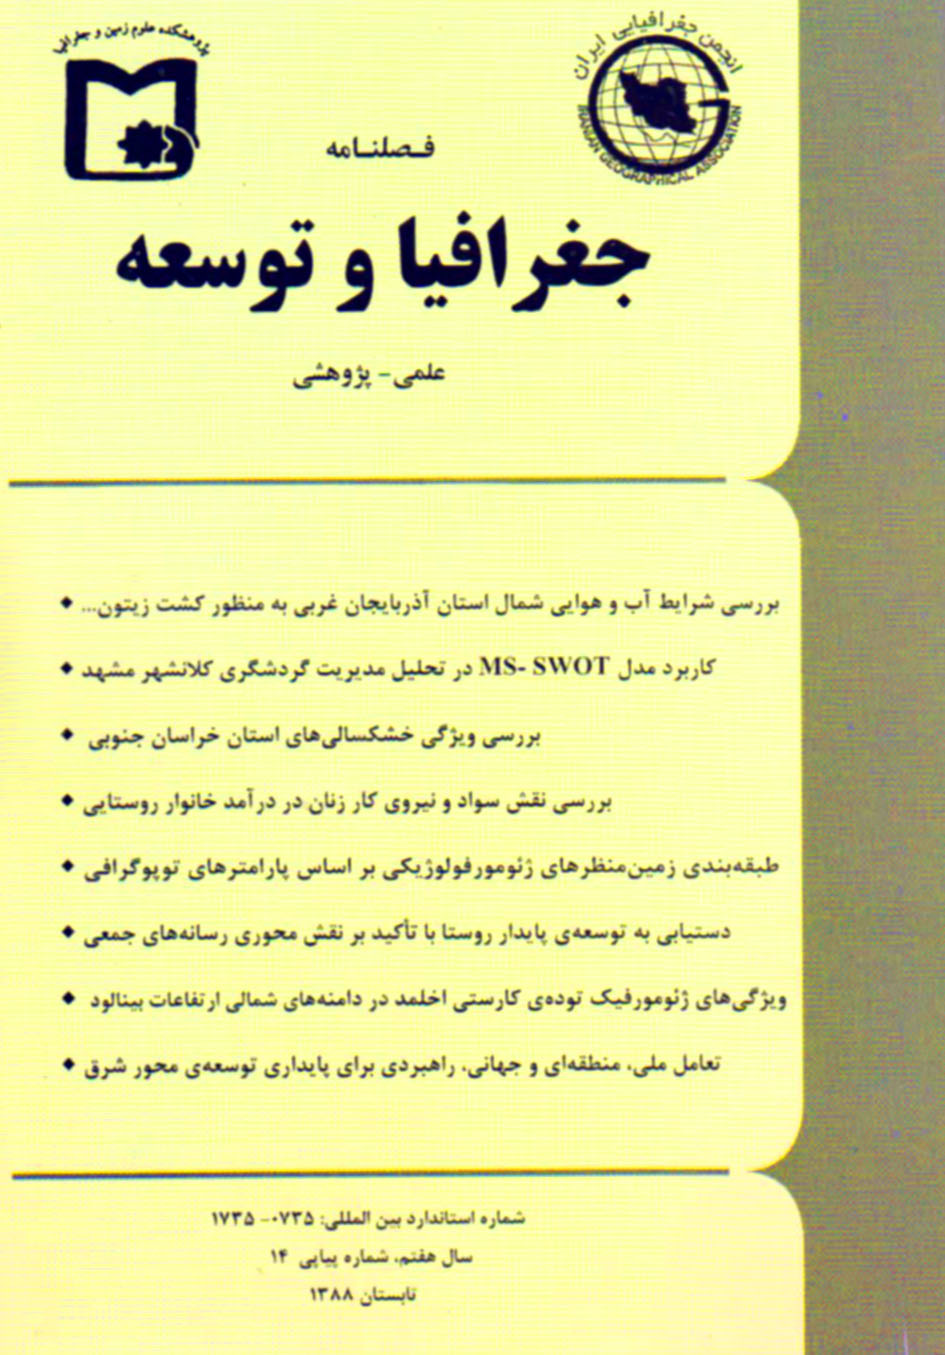 پژوهشکده علوم زمین و جغرافیا
انجمن جغرافیایی ایران
IRANIAN GEOGRAPHICAL ASSOCIATION
فصلنامه
جغرافیا و توسعه
علمی - پژوهشی
بررسی شرایط آب و هوایی شمال استان آذربایجان غربی به منظور کشت زیتون... ♦
کاربرد مدل MS- SWOT در تحلیل مدیریت گردشگری کلانشهر مشهد ♦
بررسی ویژگی خشکسالی‌های استان خراسان جنوبی ♦
بررسی نقش سواد و نیروی کار زنان در درآمد خانوار روستایی ♦
طبقه‌بندی زمین‌منظرهای ژئومورفولوژیکی بر اساس پارامترهای توپوگرافی ♦
دستیابی به توسعه‌ی پایدار روستا با تأکید بر نقش محوری رسانه‌های جمعی ♦
ویژگی‌های ژئومورفیک توده‌ی کارستی اخلمد در دامنه‌های شمالی ارتفاعات بینالود ♦
تعامل ملی، منطقه‌ای و جهانی، راهبردی برای پایداری توسعه‌ی محور شرق ♦
شماره استاندارد بین المللی: ۰۷۳۵- ۱۷۳۵
سال هفتم، شماره پیاپی ۱۴
تابستان ۱۳۸۸